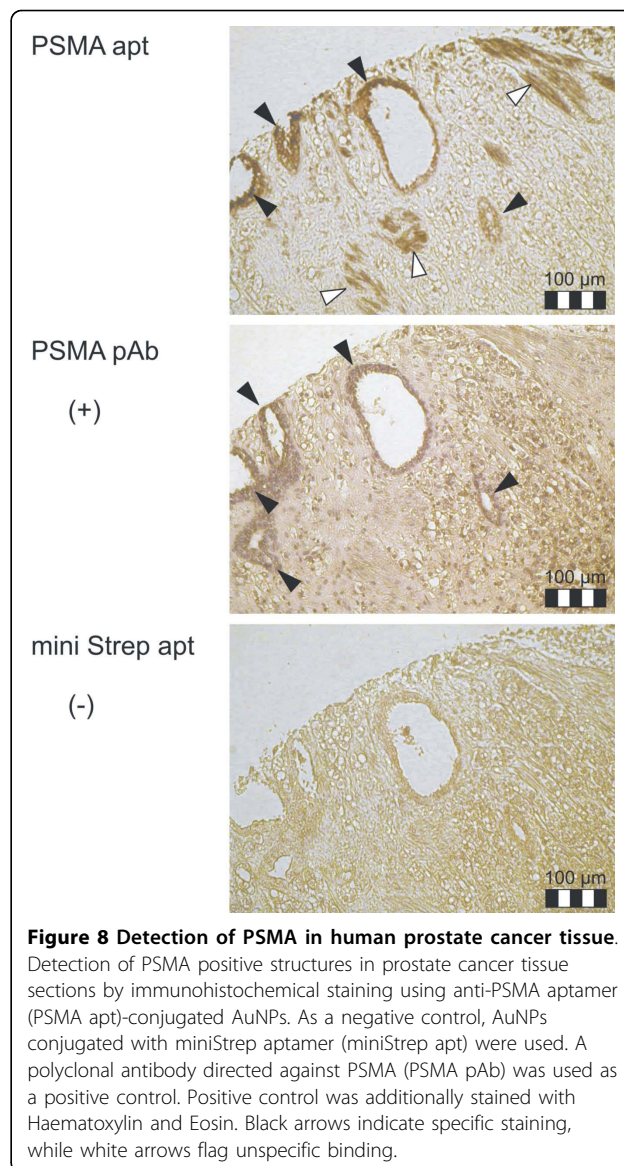 PSMA apt
100 µm
PSMA pAb
(+)
100 µm
mini Strep apt
(-)
100 µm
Figure 8 Detection of PSMA in human prostate cancer tissue.
Detection of PSMA positive structures in prostate cancer tissue
sections by immunohistochemical staining using anti-PSMA aptamer
(PSMA apt)-conjugated AuNPs. As a negative control, AuNPs
conjugated with miniStrep aptamer (miniStrep apt) were used. A
polyclonal antibody directed against PSMA (PSMA pAb) was used as
a positive control. Positive control was additionally stained with
Haematoxylin and Eosin. Black arrows indicate specific staining,
while white arrows flag unspecific binding.